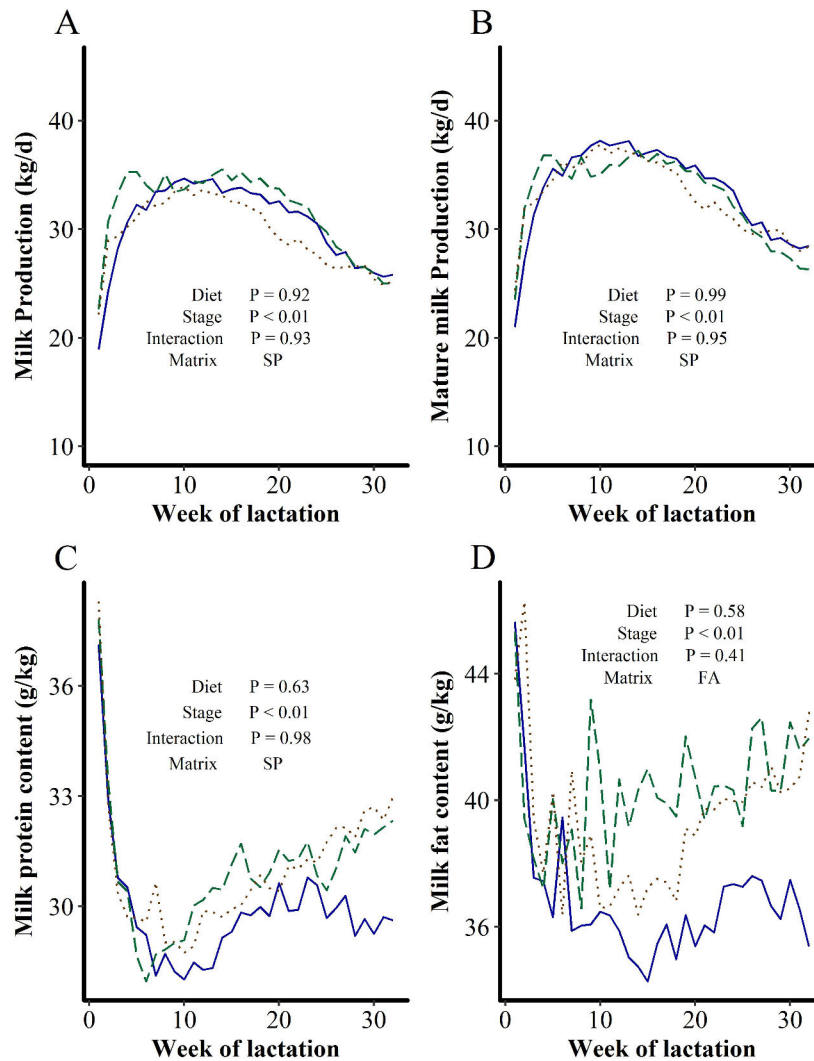 A
Milk Production (kg/d)
40
30
20
10
Diet P = 0.92
Stage P < 0.01
Interaction P = 0.93
Matrix SP
0 10 20 30
Week of lactation
B
Mature milk Production (kg/d)
40
30
20
10
Diet P = 0.99
Stage P < 0.01
Interaction P = 0.95
Matrix SP
0 10 20 30
Week of lactation
C
Milk protein content (g/kg)
36
33
30
Diet P = 0.63
Stage P < 0.01
Interaction P = 0.98
Matrix SP
0 10 20 30
Week of lactation
D
Milk fat content (g/kg)
44
40
36
Diet P = 0.58
Stage P < 0.01
Interaction P = 0.41
Matrix FA
0 10 20 30
Week of lactation